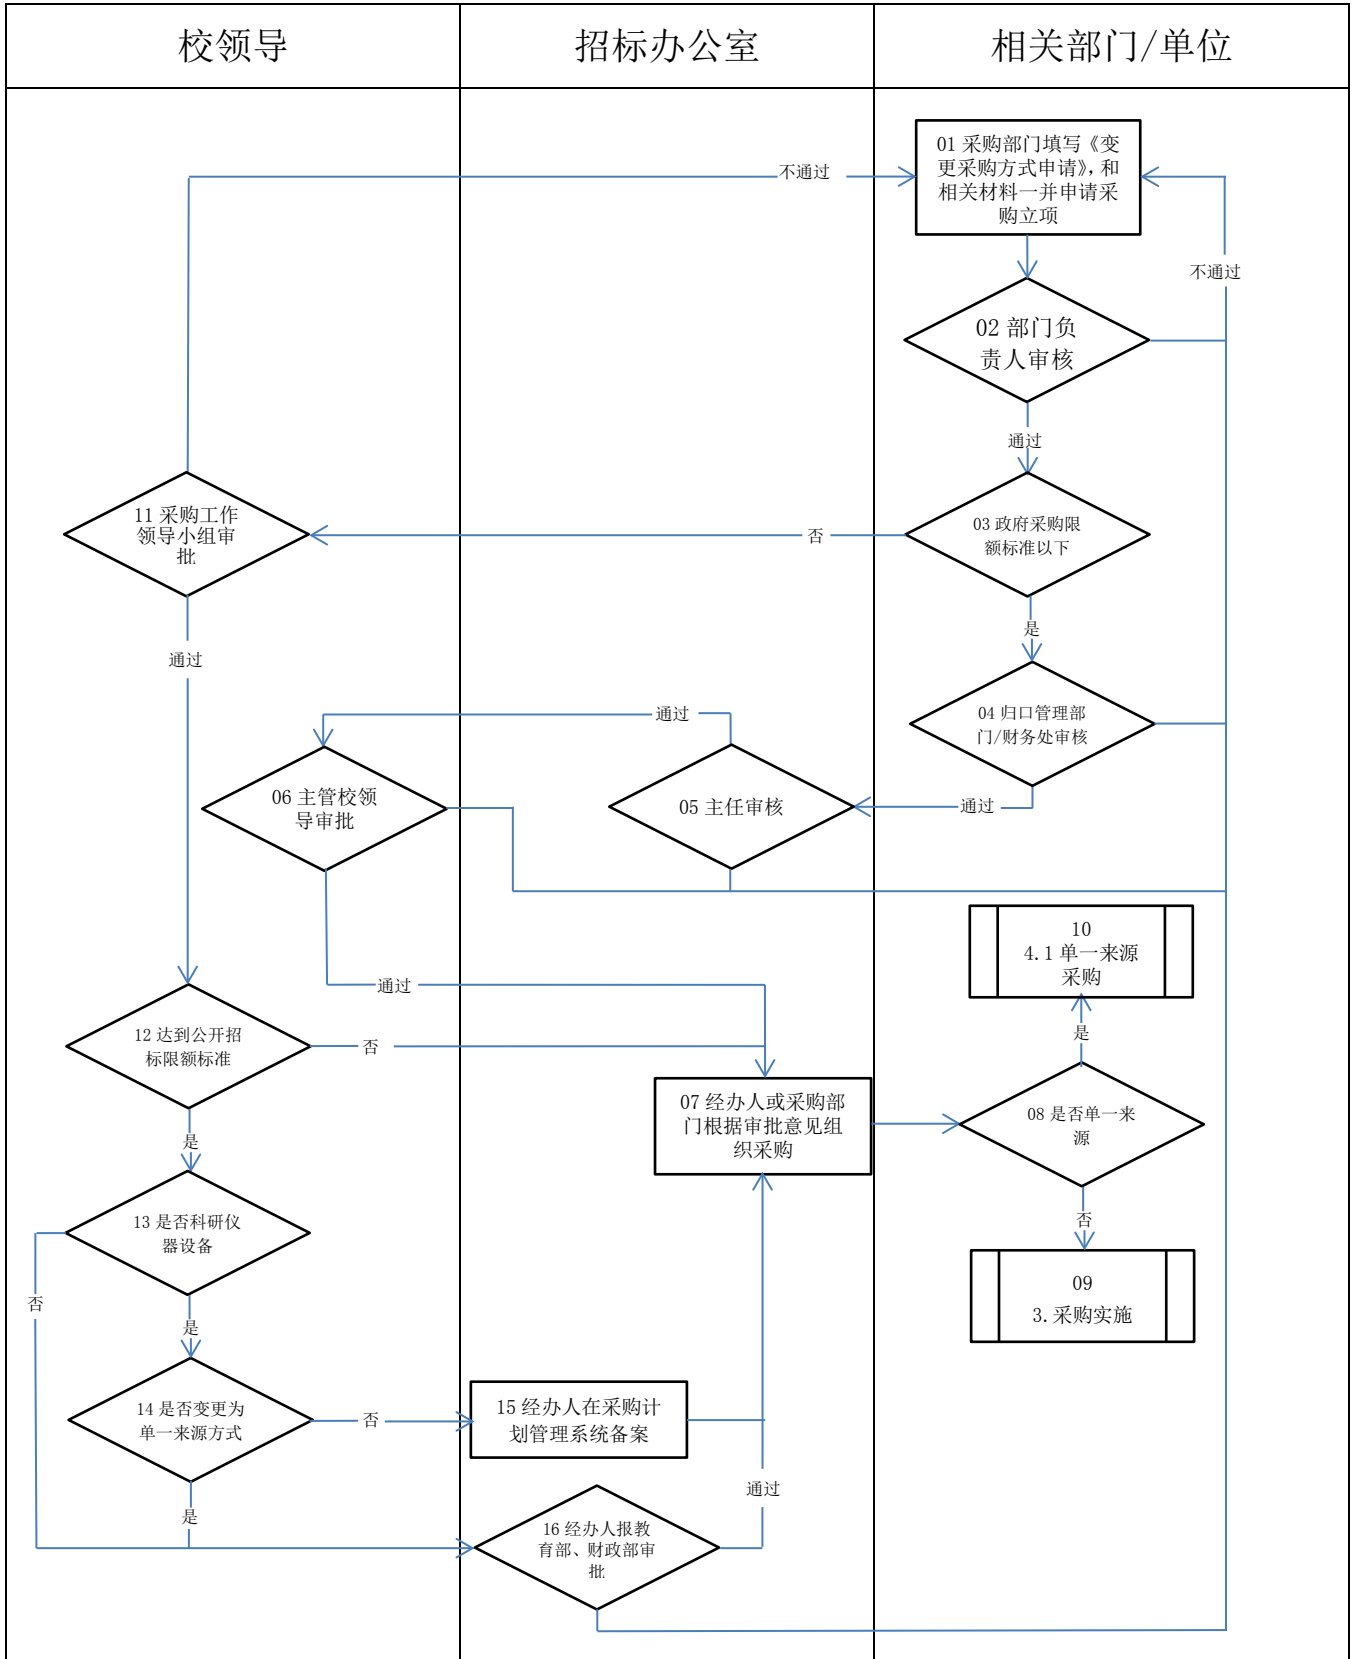 校领导
招标办公室
相关部门/单位
01 采购部门填写《变
更采购方式申请》，和
相关材料一并申请采
购立项
不通过
不通过
02 部门负
责人审核
通过
11 采购工作
领导小组审
批
否
03 政府采购限
额标准以下
是
通过
通过
04 归口管理部
门/财务处审核
06 主管校领
导审批
05 主任审核
通过
10
4.1 单一来源
采购
通过
是
12 达到公开招
标限额标准
否
07 经办人或采购部
门根据审批意见组
织采购
08 是否单一来
源
是
否
13 是否科研仪
器设备
09
3.采购实施
否
是
14 是否变更为
单一来源方式
否
15 经办人在采购计
划管理系统备案
通过
是
16 经办人报教
育部、财政部审
批